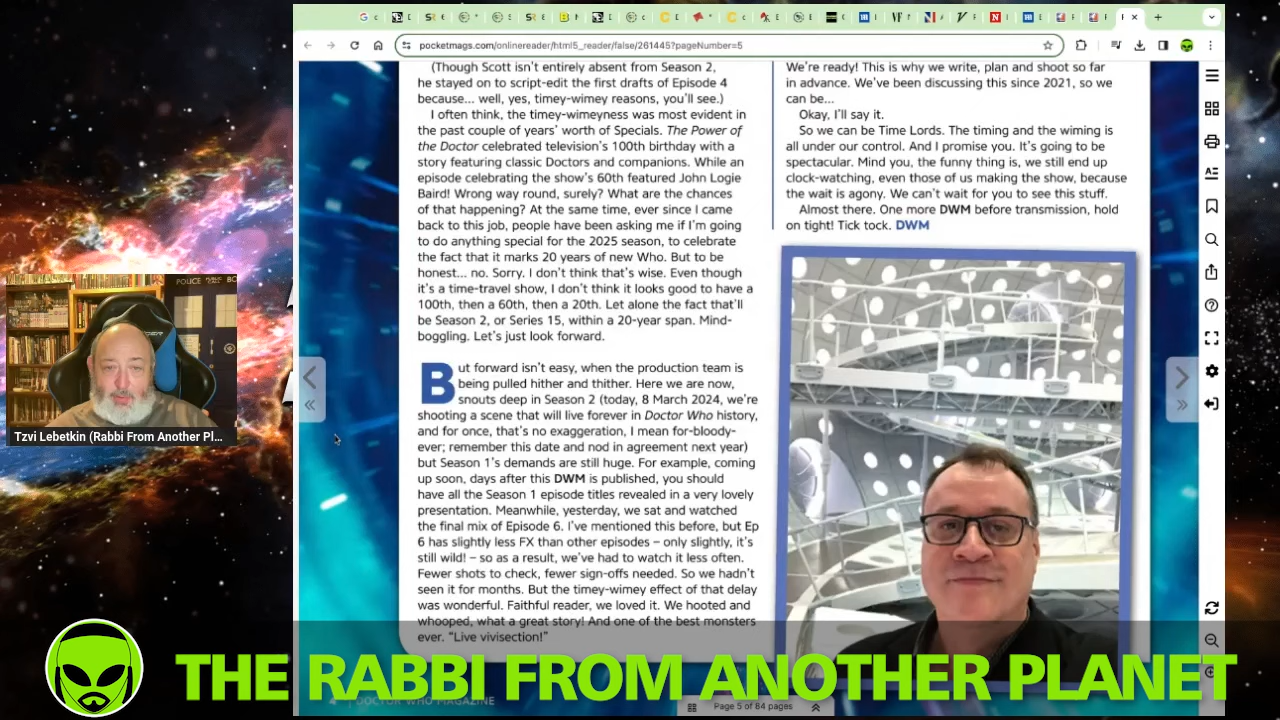 pocketmags.com/onlinereader/html5_reader/false/261445?pageNumber=5
(Though Scott isn't entirely absent from Season 2,
he stayed on to script-edit the first drafts of Episode 4
because... well, yes, timey-wimey reasons, you'll see.)
I often think, the timey-wimeyness was most evident in
the past couple of years' worth of Specials. The Power of
the Doctor celebrated television's 100th birthday with a
story featuring classic Doctors and companions. While an
episode celebrating the show's 60th featured John Logie
Baird! Wrong way round, surely? What are the chances
of that happening? At the same time, ever since I came
back to this job, people have been asking me if I'm going
to do anything special for the 2025 season, to celebrate
the fact that it marks 20 years of new Who. But to be
honest... no. Sorry. I don't think that's wise. Even though
it's a time-travel show, I don't think it looks good to have a
100th, then a 60th, then a 20th. Let alone the fact that'll
be Season 2, or Series 15, within a 20-year span. Mind-
boggling. Let's just look forward.
But forward isn't easy, when the production team is
being pulled hither and thither. Here we are now,
snouts deep in Season 2 (today, 8 March 2024, we're
shooting a scene that will live forever in Doctor Who history,
and for once, that's no exaggeration, I mean for-bloody-
ever; remember this date and nod in agreement next year)
but Season 1's demands are still huge. For example, coming
up soon, days after this DWM is published, you should
have all the Season 1 episode titles revealed in a very lovely
presentation. Meanwhile, yesterday, we sat and watched
the final mix of Episode 6. I've mentioned this before, but Ep
6 has slightly less FX than other episodes – only slightly, it's
still wild! – so as a result, we've had to watch it less often.
Fewer shots to check, fewer sign-offs needed. So we hadn't
seen it for months. But the timey-wimey effect of that delay
was wonderful. Faithful reader, we loved it. We hooted and
whooped, what a great story! And one of the best monsters
ever. “Live vivisection!”
We're ready! This is why we write, plan and shoot so far
in advance. We've been discussing this since 2021, so we
can be...
Okay, I'll say it.
So we can be Time Lords. The timing and the wiming is
all under our control. And I promise you. It's going to be
spectacular. Mind you, the funny thing is, we still end up
clock-watching, even those of us making the show, because
the wait is agony. We can't wait for you to see this stuff.
Almost there. One more DWM before transmission, hold
on tight! Tick tock. DWM
POLICE BO
Tzvi Lebetkin (Rabbi From Another Pl...
4 DOCTOR WHO MAGAZINE
Page 5 of 84 pages
THE RABBI FROM ANOTHER PLANET